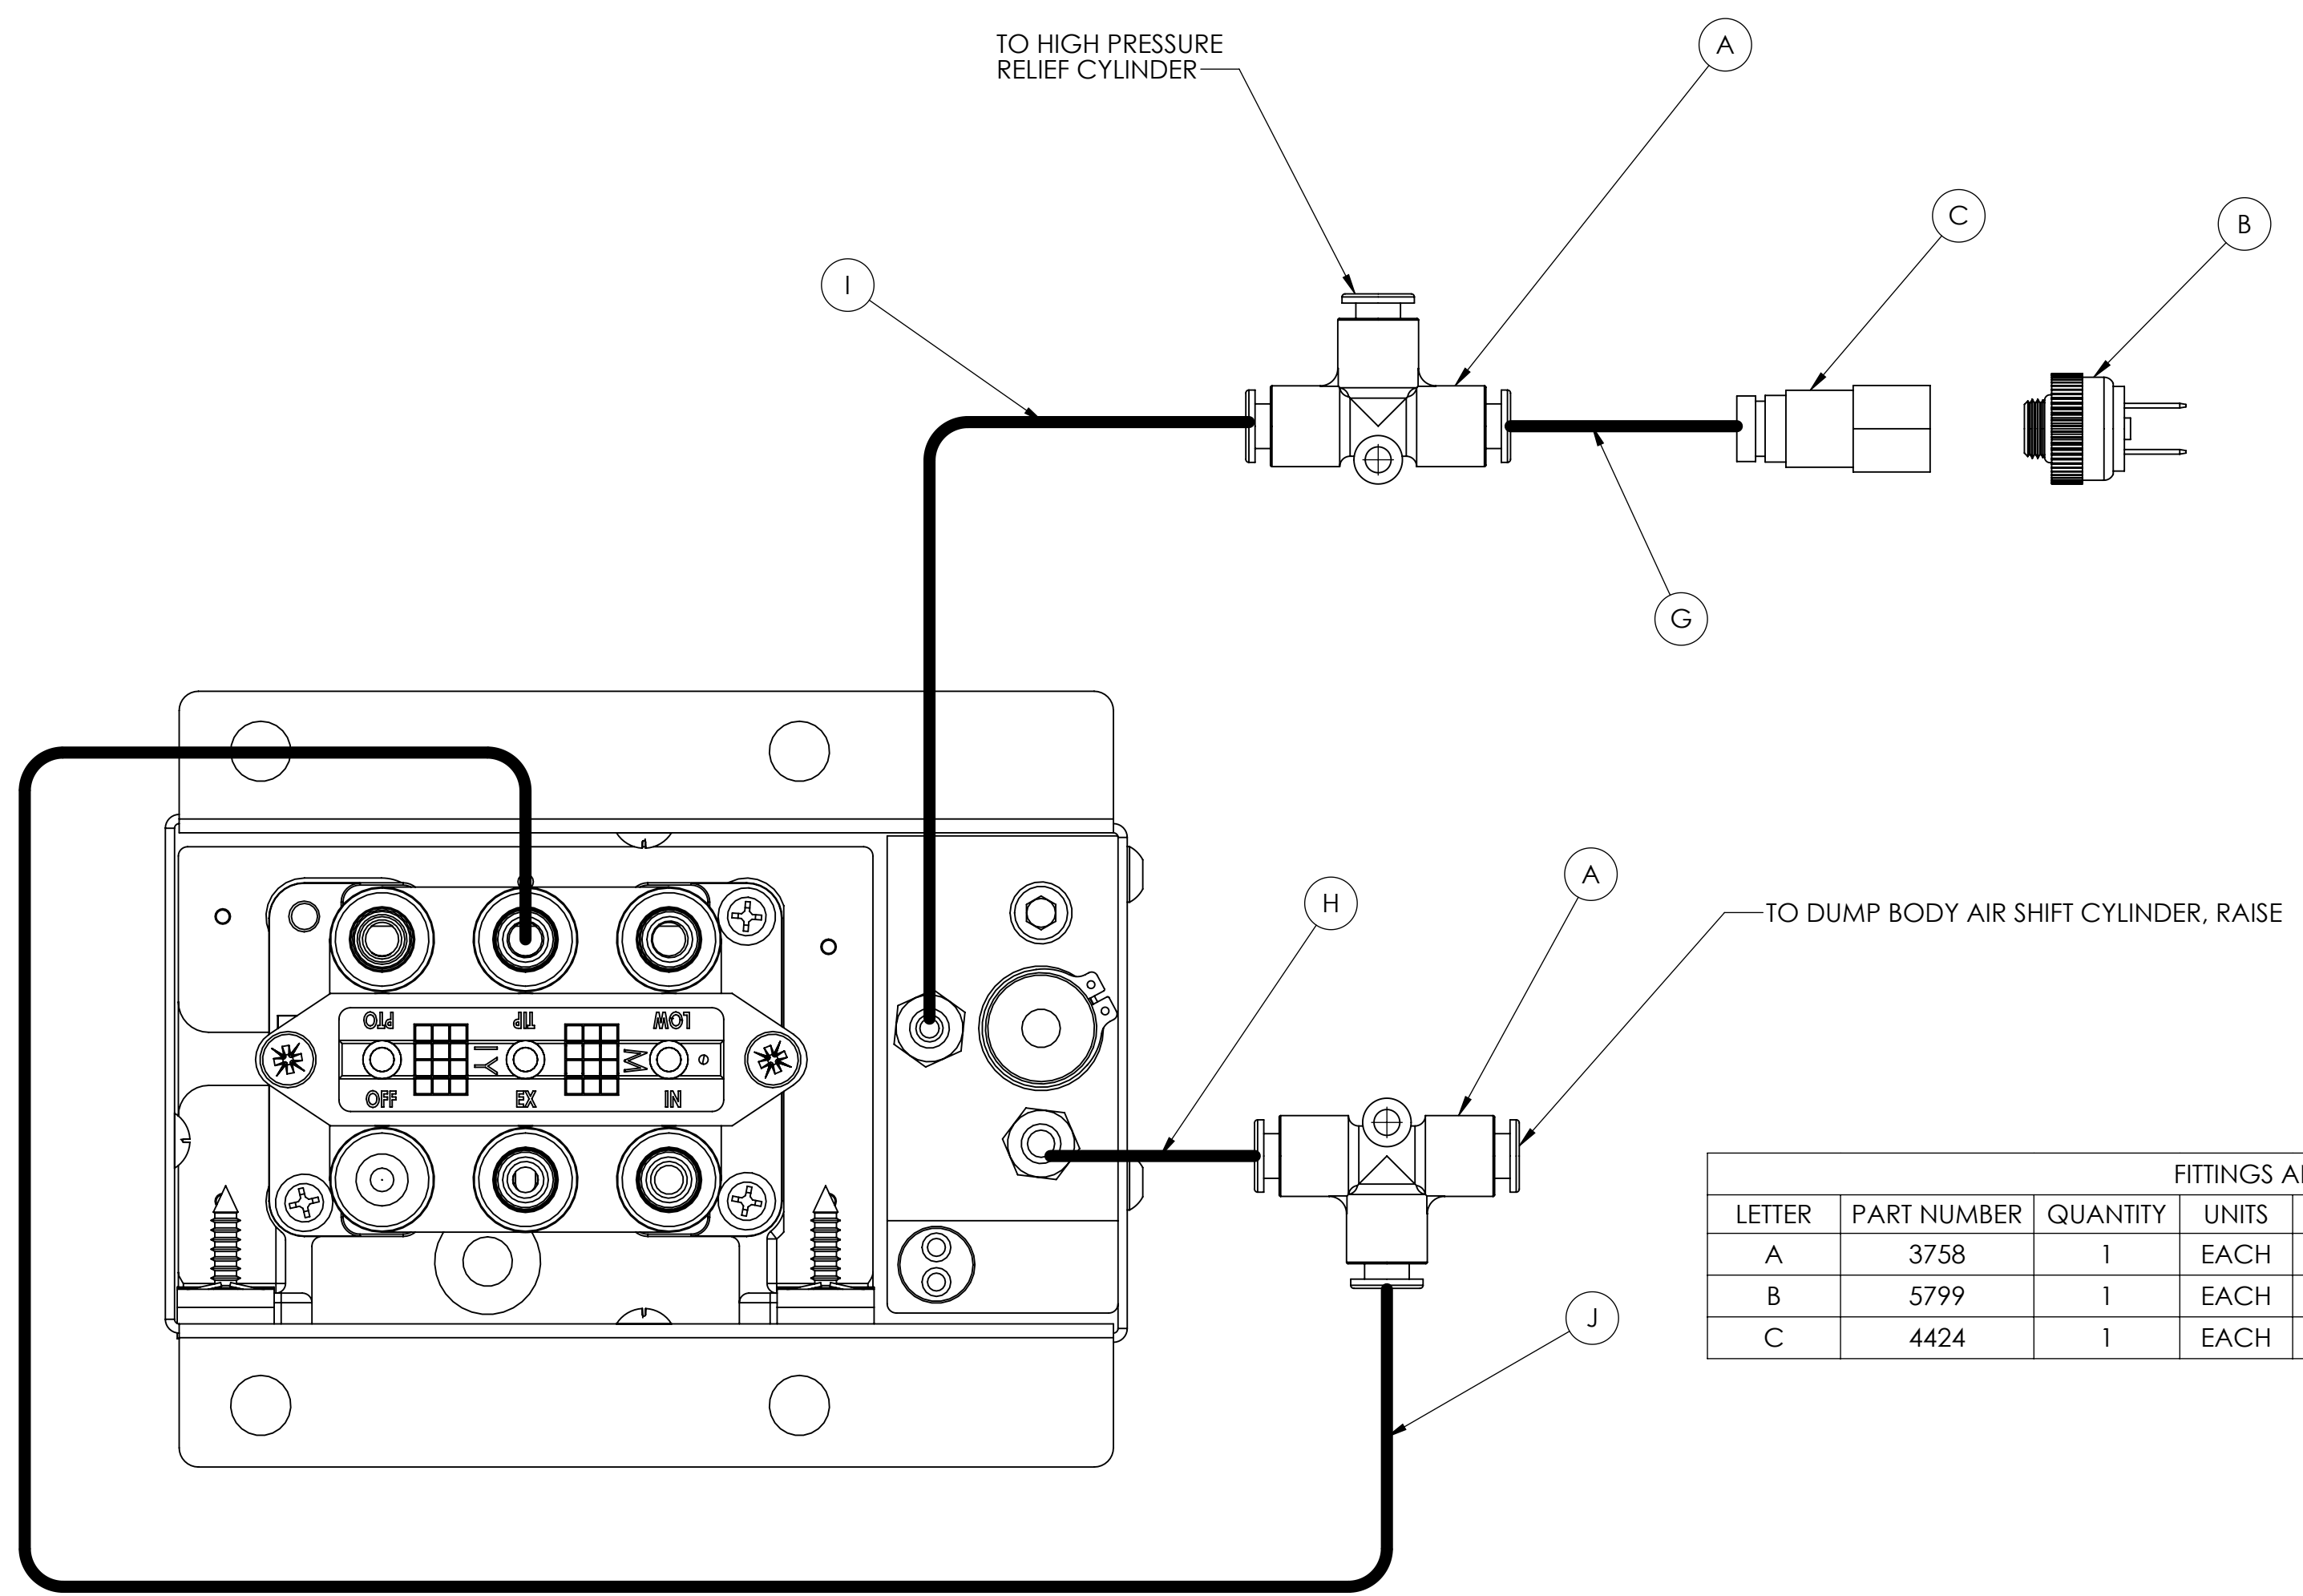 TO HIGH PRESSURE
RELIEF CYLINDER
A
C
B
I
G
H
A
TO DUMP BODY AIR SHIFT CYLINDER, RAISE
PTO TIP LOW
OFF EX IN
J
FITTINGS
LETTER PART NUMBER QUANTITY UNITS
A 3758 1 EACH
B 5799 1 EACH
C 4424 1 EACH